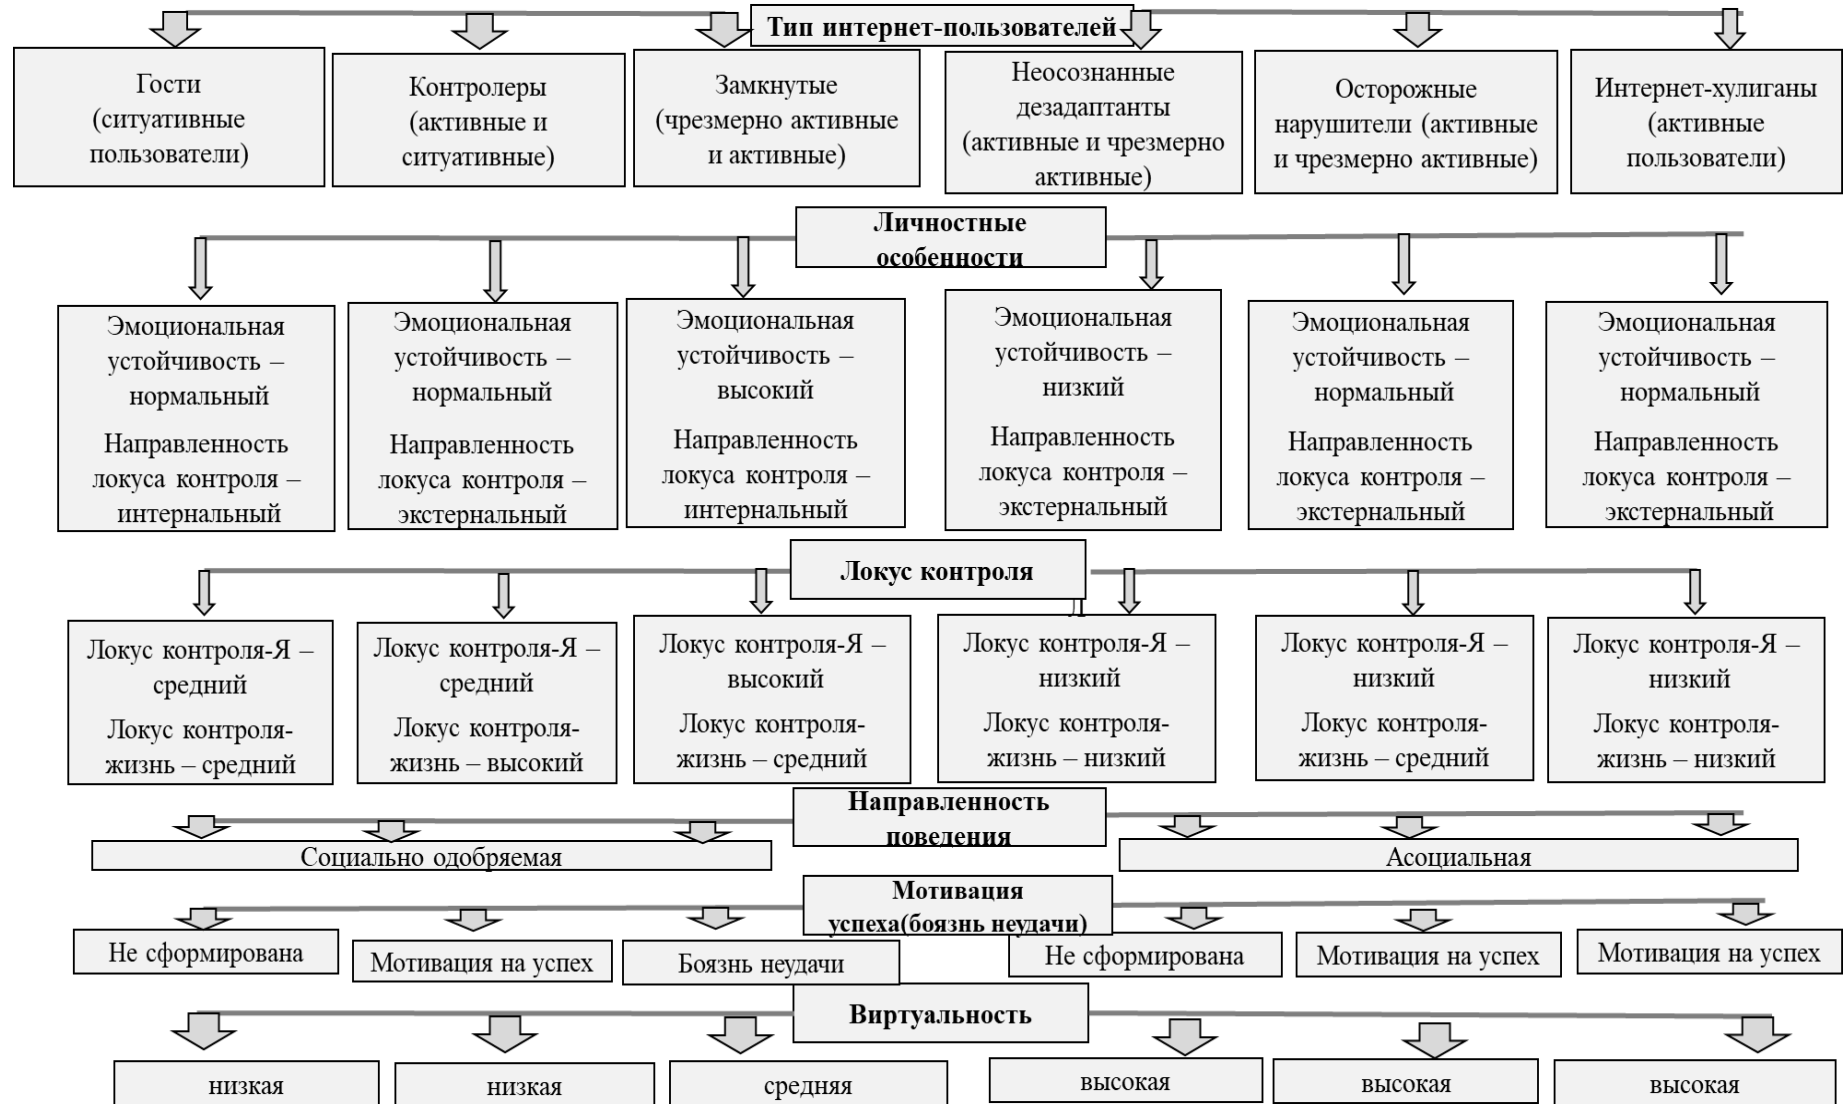 Тип интернет-пользователей
Гости
(ситуативные
пользователи)
Контролеры
(активные и
ситуативные)
Замкнутые
(чрезмерно активные
и активные)
Неосознанные
дезадаптанты
(активные и чрезмерно
активные)
Осторожные
нарушители (активные
и чрезмерно активные)
Интернет-хулиганы
(активные
пользователи)
Личностные
особенности
Эмоциональная
устойчивость –
нормальный
Направленность
локуса контроля –
интернальный
Эмоциональная
устойчивость –
нормальный
Направленность
локуса контроля –
экстернальный
Эмоциональная
устойчивость –
высокий
Направленность
локуса контроля –
интернальный
Эмоциональная
устойчивость –
низкий
Направленность
локуса контроля –
экстернальный
Эмоциональная
устойчивость –
нормальный
Направленность
локуса контроля –
экстернальный
Эмоциональная
устойчивость –
нормальный
Направленность
локуса контроля –
экстернальный
Локус контроля
Локус контроля-Я –
средний
Локус контроля-
жизнь – средний
Локус контроля-Я –
средний
Локус контроля-
жизнь – высокий
Локус контроля-Я –
высокий
Локус контроля-
жизнь – средний
Локус контроля-Я –
низкий
Локус контроля-
жизнь – низкий
Локус контроля-Я –
низкий
Локус контроля-
жизнь – средний
Локус контроля-Я –
низкий
Локус контроля-
жизнь – низкий
Направленность
поведения
Социально одобряемая
Асоциальная
Мотивация
успеха(боязнь неудачи)
Не сформирована
Мотивация на успех
Боязнь неудачи
Не сформирована
Мотивация на успех
Мотивация на успех
Виртуальность
низкая
низкая
средняя
высокая
высокая
высокая